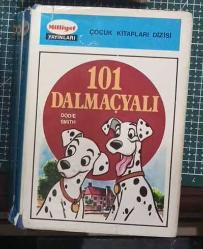 Milliyet
YAYINLARI
ÇOCUK KİTAPLARI DİZİSİ
101
DALMAÇYALI
DODIE
SMITH